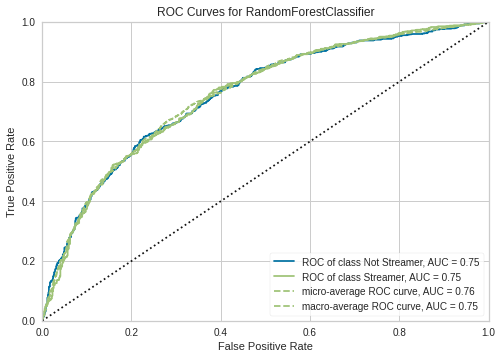 ROC Curves for RandomForestClassifier
1.0
0.8
0.6
0.4
0.2
0.0
True Positive Rate
0.0 0.2 0.4 0.6 0.8 1.0
False Positive Rate
ROC of class Not Streamer, AUC = 0.75
ROC of class Streamer, AUC = 0.75
micro-average ROC curve, AUC = 0.76
macro-average ROC curve, AUC = 0.75